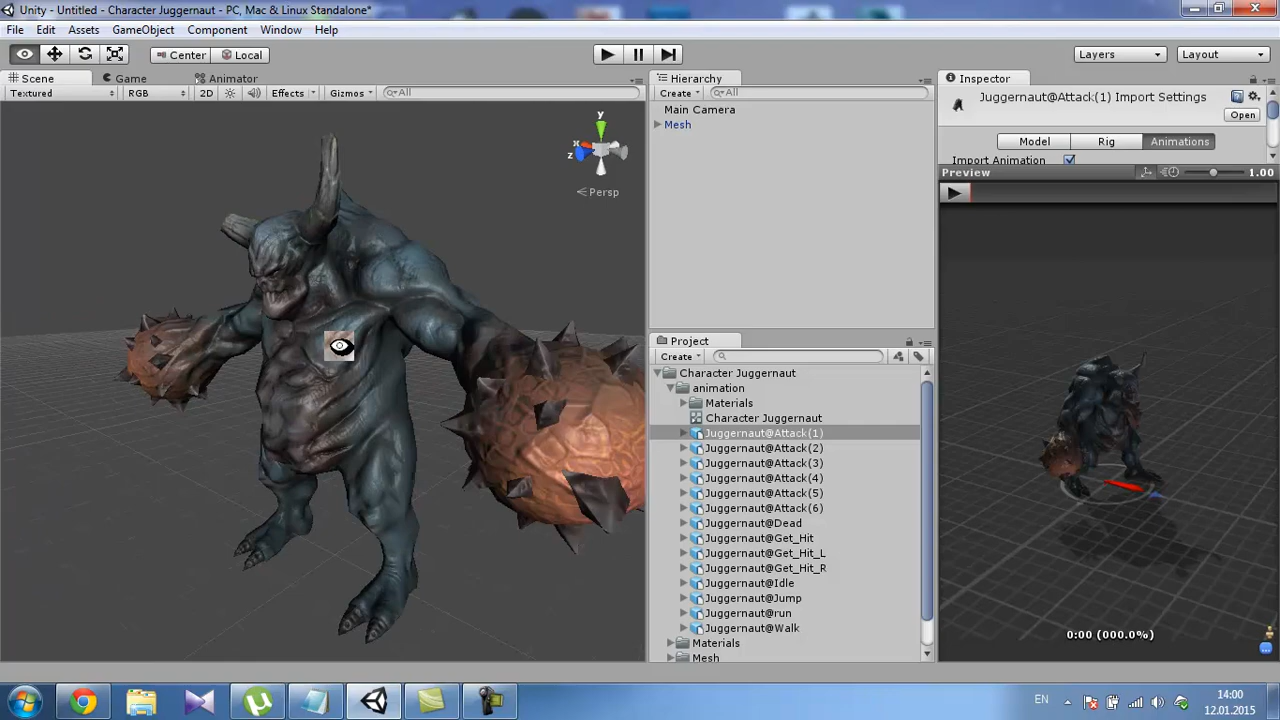 Unity - Untitled - Character Juggernaut - PC, Mac & Linux Standalone*
File Edit Assets GameObject Component Window Help
Center Local Layers Layout
Scene Game Animator
Textured RGB 2D Effects Gizmos All
y
x
z
Persp
Hierarchy
Create All
Main Camera
Mesh
Project
Create
Character Juggernaut
animation
Materials
Character Juggernaut
Juggernaut@Attack(1)
Juggernaut@Attack(2)
Juggernaut@Attack(3)
Juggernaut@Attack(4)
Juggernaut@Attack(5)
Juggernaut@Attack(6)
Juggernaut@Dead
Juggernaut@Get_Hit
Juggernaut@Get_Hit_L
Juggernaut@Get_Hit_R
Juggernaut@Idle
Juggernaut@Jump
Juggernaut@run
Juggernaut@Walk
Materials
Mesh
Inspector
Juggernaut@Attack(1) Import Settings
Open
Model Rig Animations
Import Animation
Preview 1.00
0:00 (000.0%)
EN 14:00
12.01.2015